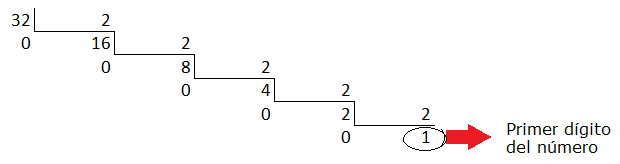 32 2
0 16 2
0 8 2
0 4 2
0 2 2
0 1
Primer dígito
del número